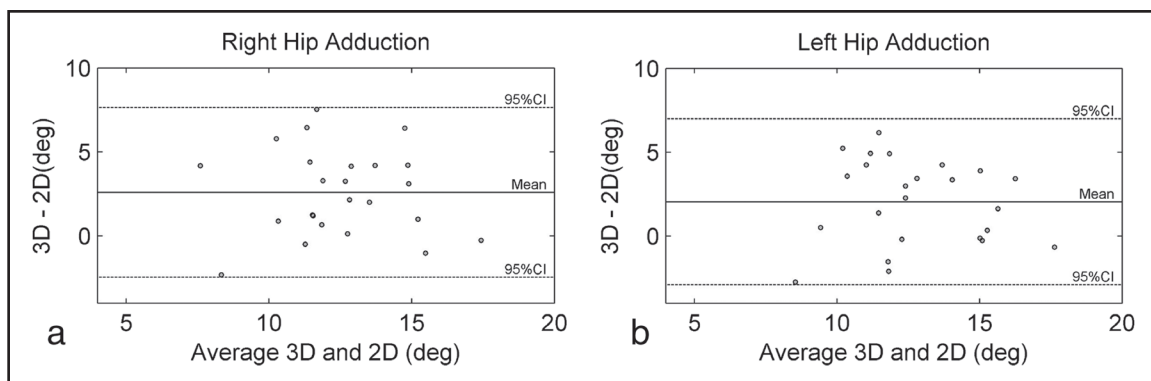 Right Hip Adduction
10
5
0
5
10
15
20
3D - 2D(deg)
95%CI
Mean
95%CI
Average 3D and 2D (deg)
a
Left Hip Adduction
10
5
0
5
10
15
20
3D - 2D(deg)
95%CI
Mean
95%CI
Average 3D and 2D (deg)
b